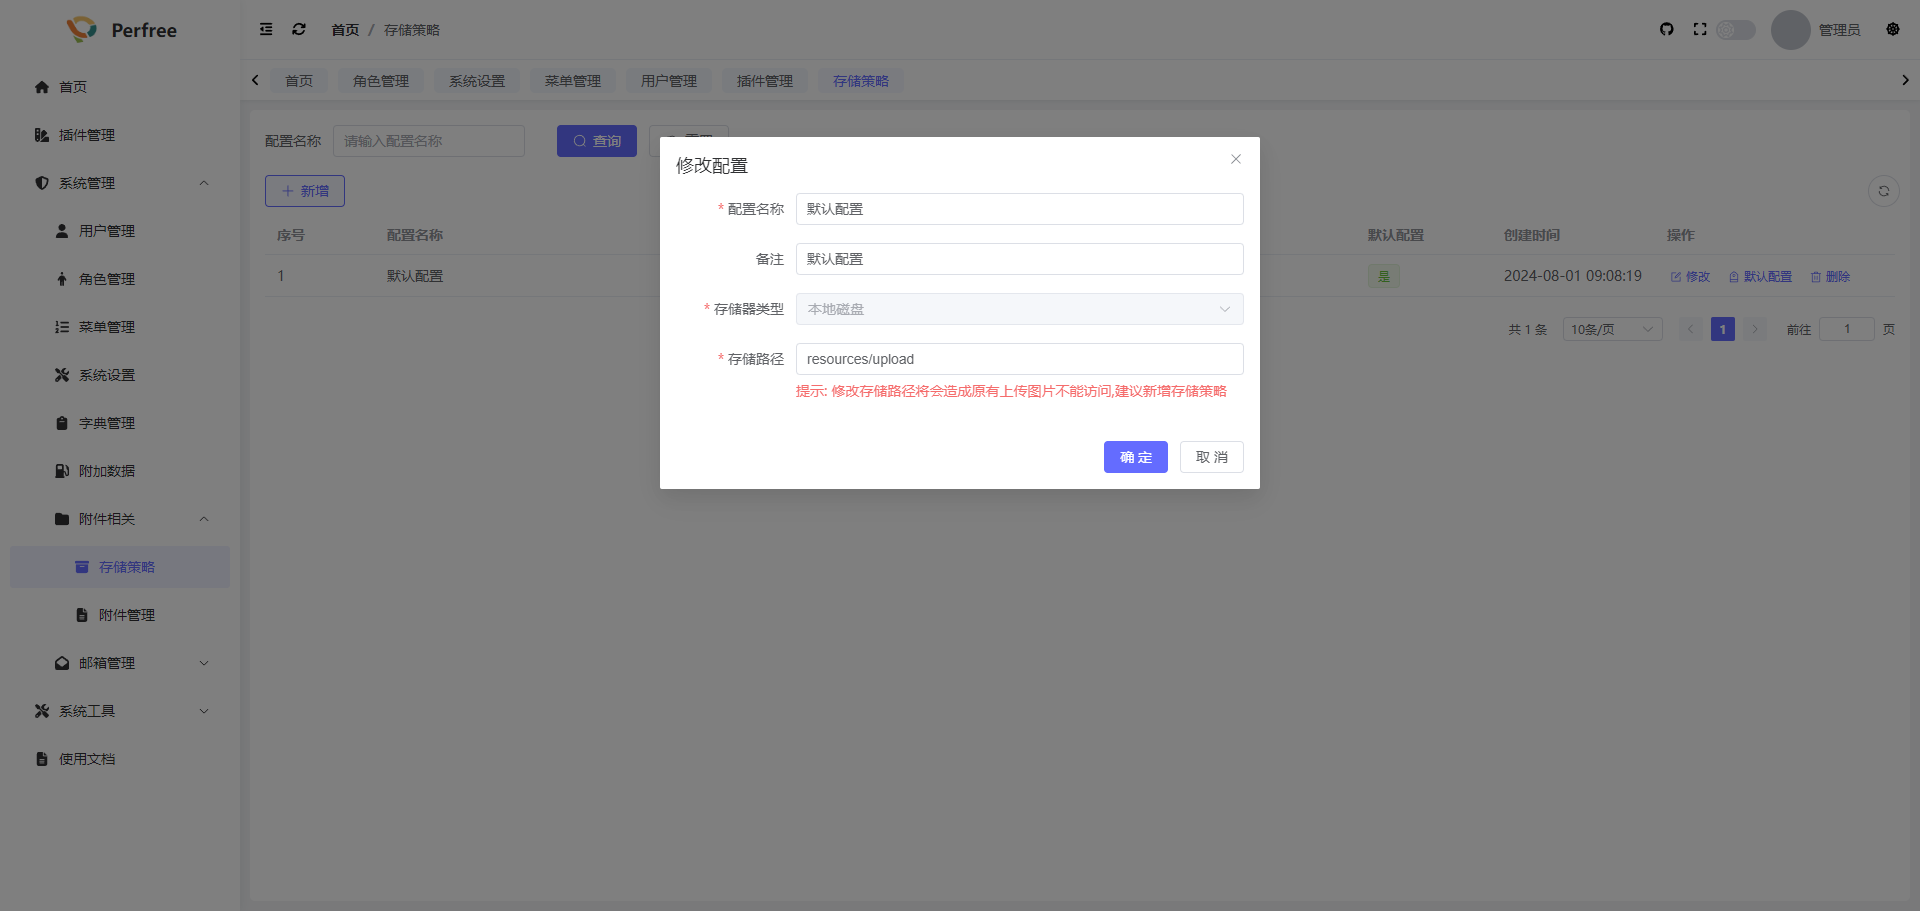 Perfree
首页 / 存储策略
管理员
首页
角色管理
系统设置
菜单管理
用户管理
插件管理
存储策略
首页
插件管理
系统管理
用户管理
角色管理
菜单管理
系统设置
字典管理
附加数据
附件相关
存储策略
附件管理
邮箱管理
系统工具
使用文档
配置名称 请输入配置名称 查询
新增
序号 配置名称 默认配置 创建时间 操作
1 默认配置 是 2024-08-01 09:08:19 修改 默认配置 删除
共 1 条 10条/页 1 前往 1 页
修改配置
* 配置名称 默认配置
备注 默认配置
* 存储器类型 本地磁盘
* 存储路径 resources/upload
提示: 修改存储路径将会造成原有上传图片不能访问,建议新增存储策略
确 定 取 消